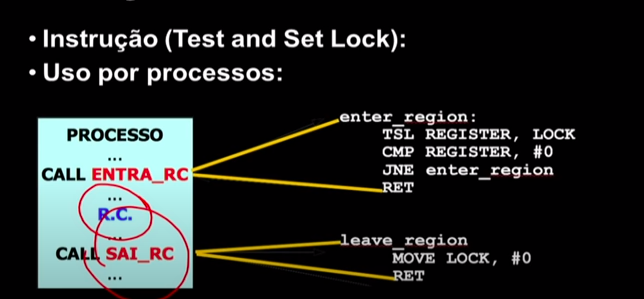 • Instrução (Test and Set Lock):
• Uso por processos:
PROCESSO
...
CALL ENTRA_RC
...
R.C.
...
CALL SAI_RC
...
enter_region:
TSL REGISTER, LOCK
CMP REGISTER, #0
JNE enter_region
RET
leave_region
MOVE LOCK, #0
RET